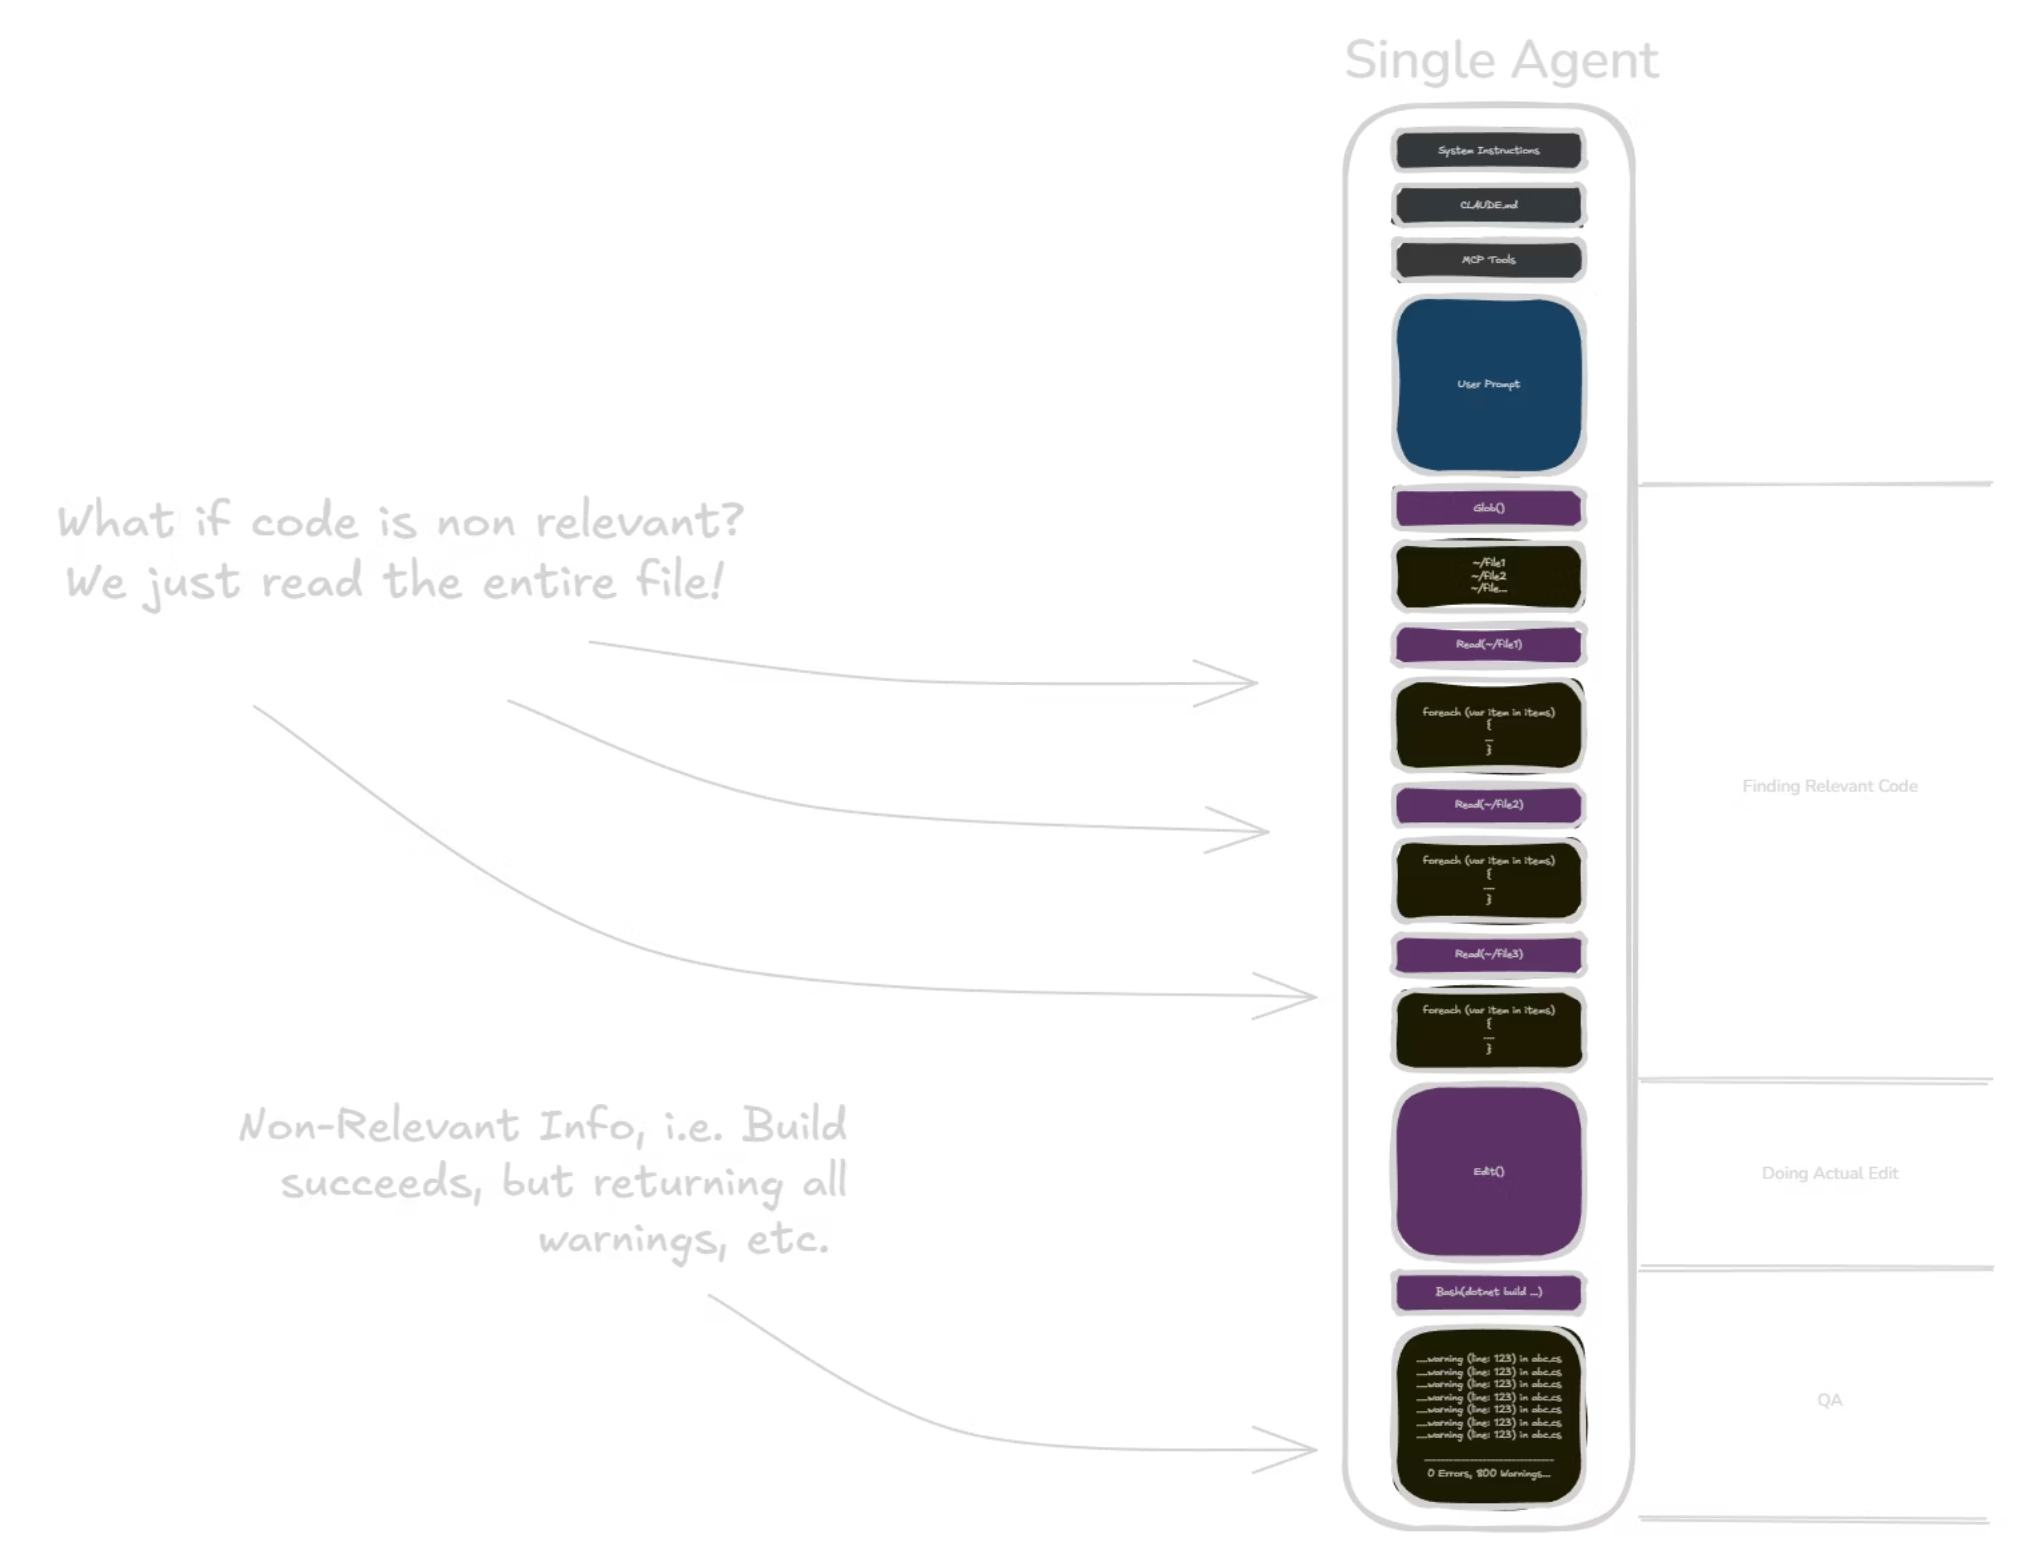 Single Agent
System Instructions
CLAUDE.md
MCP Tools
User Prompt
What if code is non relevant?
We just read the entire file!
Glob()
~/file1
~/file2
~/file...
Read(~/file1)
foreach (var item in items)
{
...
}
Read(~/file2)
foreach (var item in items)
{
....
}
Read(~/file3)
foreach (var item in items)
{
....
}
Finding Relevant Code
Non-Relevant Info, i.e. Build
succeeds, but returning all
warnings, etc.
Edit()
Doing Actual Edit
Bash(dotnet build ...)
....warning (line: 123) in abc.cs
....warning (line: 123) in abc.cs
....warning (line: 123) in abc.cs
....warning (line: 123) in abc.cs
....warning (line: 123) in abc.cs
....warning (line: 123) in abc.cs
....warning (line: 123) in abc.cs
--------------------------------
0 Errors, 800 Warnings...
QA